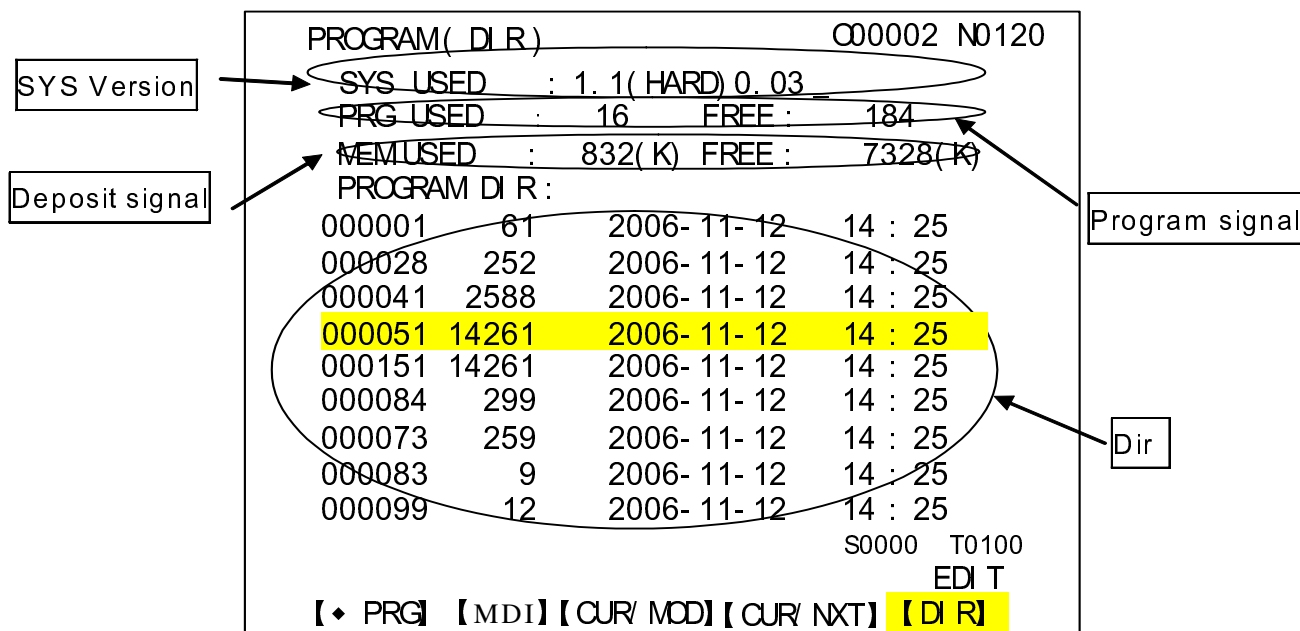 PROGRAM( DIR) O00002 N0120
SYS Version
SYS USED : 1. 1( HARD) 0. 03 _
PRG USED : 16 FREE : 184
MEM USED : 832( K) FREE : 7328( K)
Deposit signal
PROGRAM DIR :
Program signal
000001 61 2006- 11- 12 14 : 25
000028 252 2006- 11- 12 14 : 25
000041 2588 2006- 11- 12 14 : 25
000051 14261 2006- 11- 12 14 : 25
000151 14261 2006- 11- 12 14 : 25
000084 299 2006- 11- 12 14 : 25
000073 259 2006- 11- 12 14 : 25
Dir
000083 9 2006- 11- 12 14 : 25
000099 12 2006- 11- 12 14 : 25
S0000 T0100
EDIT
【◆ PRG】 【MDI】 【CUR/ MOD】 【CUR/ NXT】 【DIR】